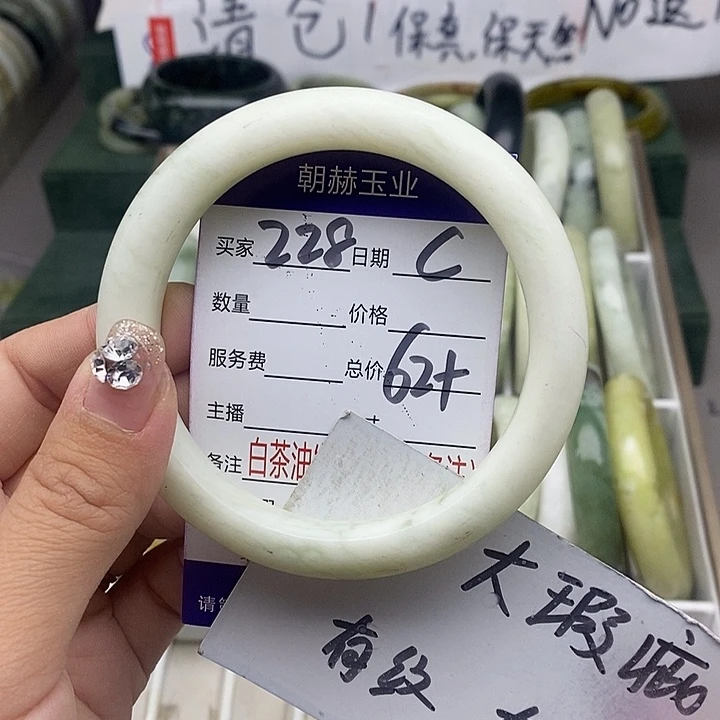 清仓! 保真.保天然 No退
朝赫玉业
买家 228 日期 C
数量 价格
服务费 总价 62+
主播
备注 白茶油
请
大瑕疵
有纹